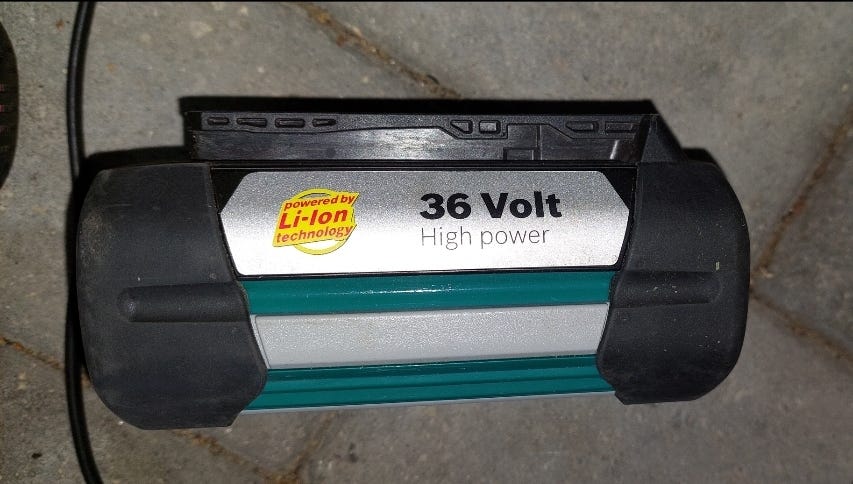 powered by
Li-Ion
technology
36 Volt
High power